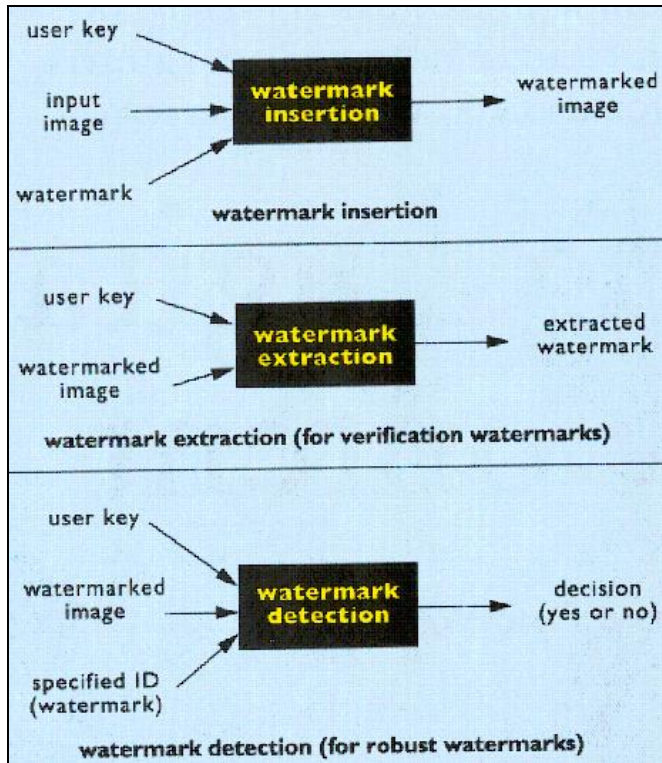 user key
input
image
watermark
watermark
insertion
watermarked
image
watermark insertion
user key
watermarked
image
watermark
extraction
extracted
watermark
watermark extraction (for verification watermarks)
user key
watermarked
image
specified ID
(watermark)
watermark
detection
decision
(yes or no)
watermark detection (for robust watermarks)